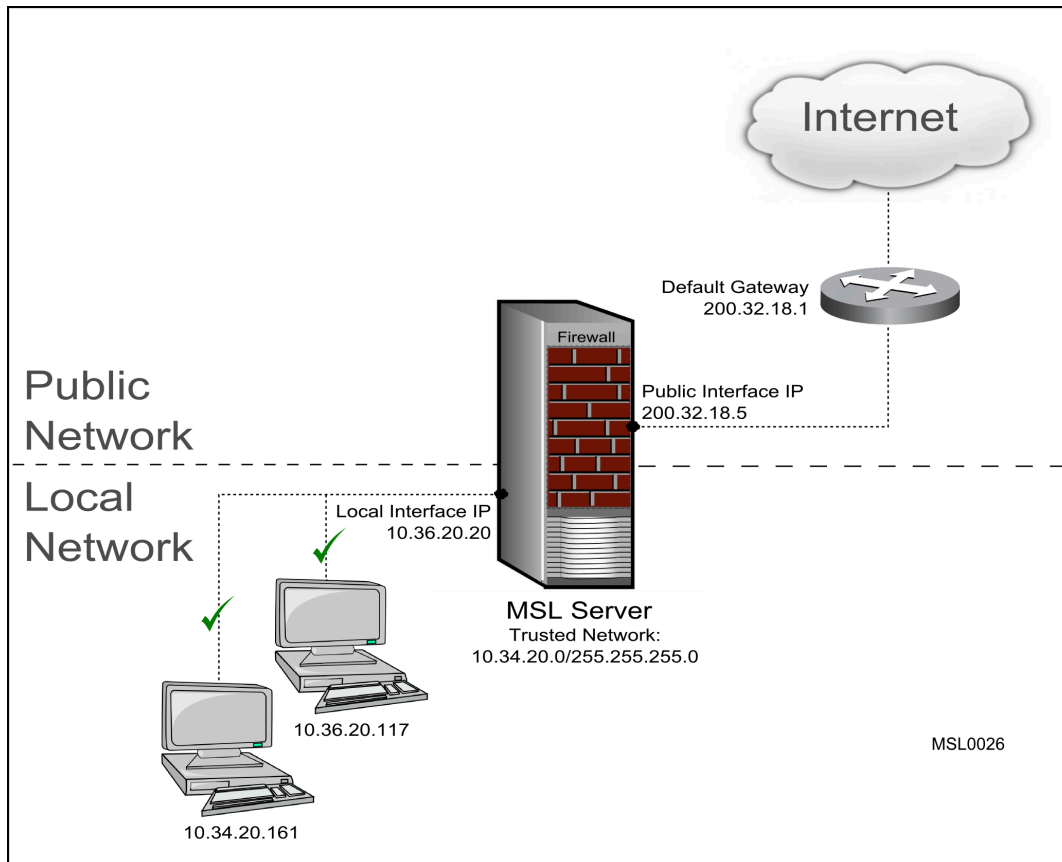 Internet
Default Gateway
200.32.18.1
Firewall
Public
Network
Public Interface IP
200.32.18.5
Local
Network
Local Interface IP
10.36.20.20
MSL Server
Trusted Network:
10.34.20.0/255.255.255.0
10.36.20.117
MSL0026
10.34.20.161